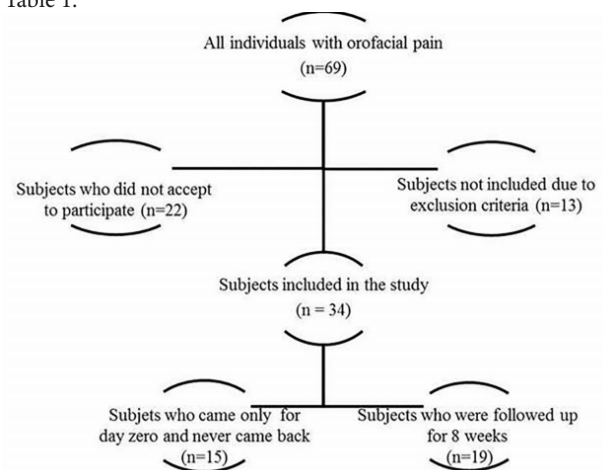 Table 1.
All individuals with orofacial pain
(n=69)
Subjects who did not accept
to participate (n=22)
Subjects not included due to
exclusion criteria (n=13)
Subjects included in the study
(n = 34)
Subjets who came only for
day zero and never came back
(n=15)
Subjects who were followed up
for 8 weeks
(n=19)